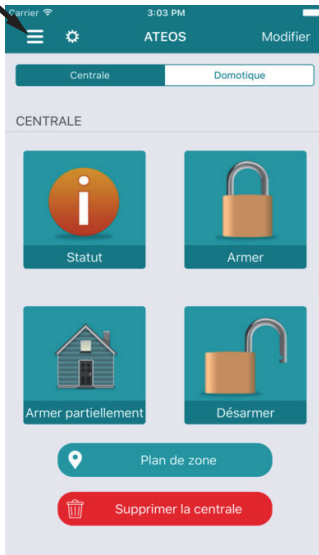 Carrier 3:03 PM
ATEOS Modifier
Centrale Domotique
CENTRALE
Statut Armer
Armer partiellement Désarmer
Plan de zone
Supprimer la centrale